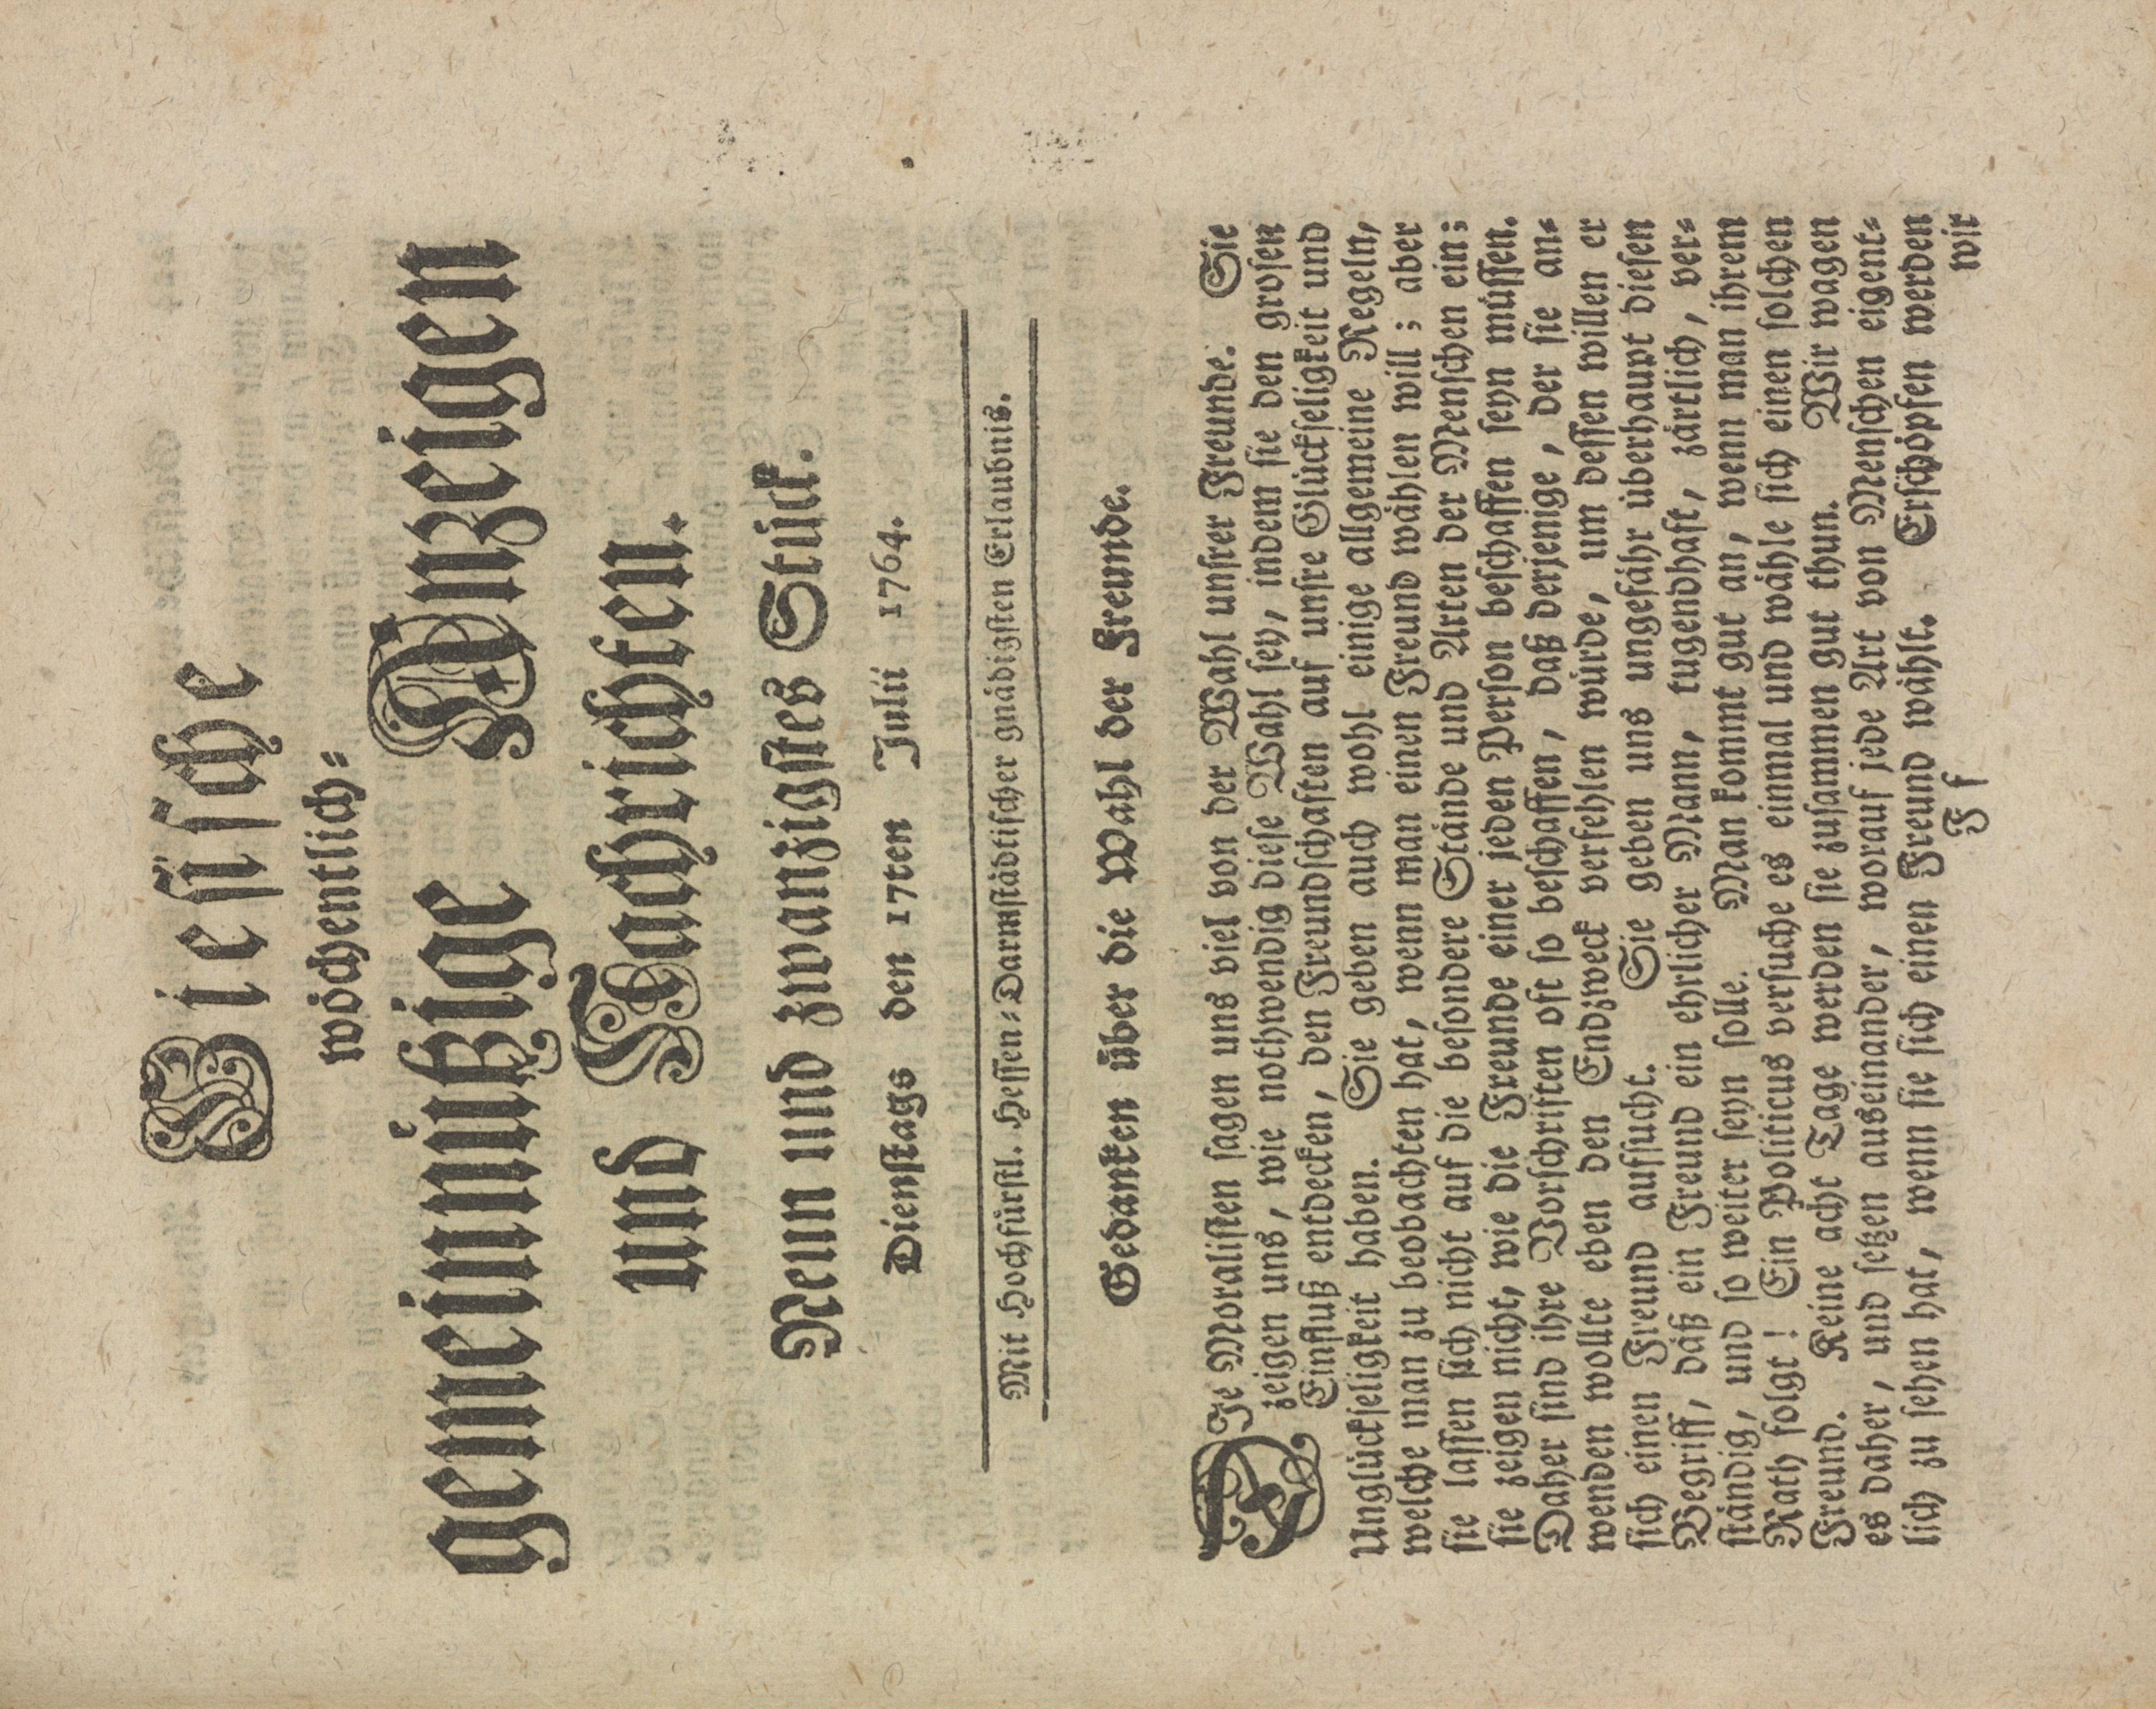 Giesische
wöchentlich-
gemeinnüßige Anzeigen
und Nachrichten.
Neun und zwanzigstes Stück.
Dienstags den 17ten Julii 1764.
Mit Hochfürstl. Hessen-Darmstädtischer gnädigsten Erlaubnis.
Gedanken über die Wahl der Freunde.
DIe Moralisten sagen uns viel von der Wahl unsrer Freunde. Sie
zeigen uns, wie nothwendig diese Wahl sey, indem sie den grosen
Einfluß entdecken, den Freundschaften auf unsre Glückseligkeit und
Unglückseligkeit haben. Sie geben auch wohl einige allgemeine Regeln,
welche man zu beobachten hat, wenn man einen Freund wählen will; aber
sie lassen sich nicht auf die besondere Stände und Arten der Menschen ein;
sie zeigen nicht, wie die Freunde einer jeden Person beschaffen seyn müssen.
Daher sind ihre Vorschriften oft so beschaffen, daß derjenige, der sie an-
wenden wollte eben den Endzweck verfehlen würde, um dessen willen er
sich einen Freund aufsucht. Sie geben uns ungefähr überhaupt diesen
Begriff, daß ein Freund ein ehrlicher Mann, tugendhaft, zärtlich, ver-
ständig, und so weiter seyn solle. Man kommt gut an, wenn man ihrem
Rath folgt! Ein Politicus versuche es einmal und wähle sich einen solchen
Freund. Keine acht Tage werden sie zusammen gut thun. Wir wagen
es daher, und setzen auseinander, worauf jede Art von Menschen eigent-
lich zu sehen hat, wenn sie sich einen Freund wählt. Erschöpfen werden
F f wir